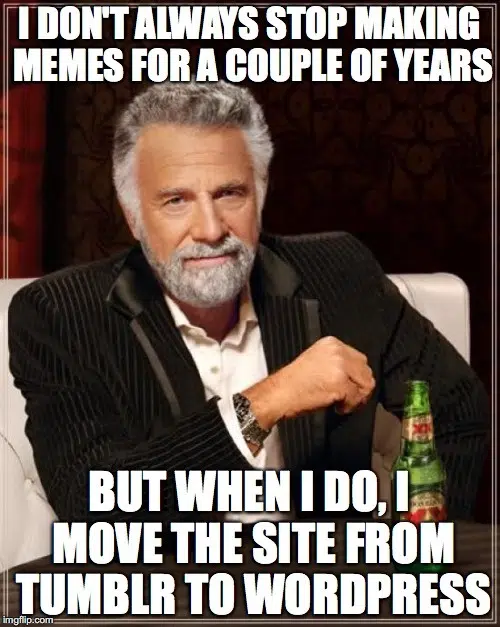 I DON'T ALWAYS STOP MAKING
MEMES FOR A COUPLE OF YEARS
XX
BUT WHEN I DO, I
MOVE THE SITE FROM
TUMBLR TO WORDPRESS
imgflip.com